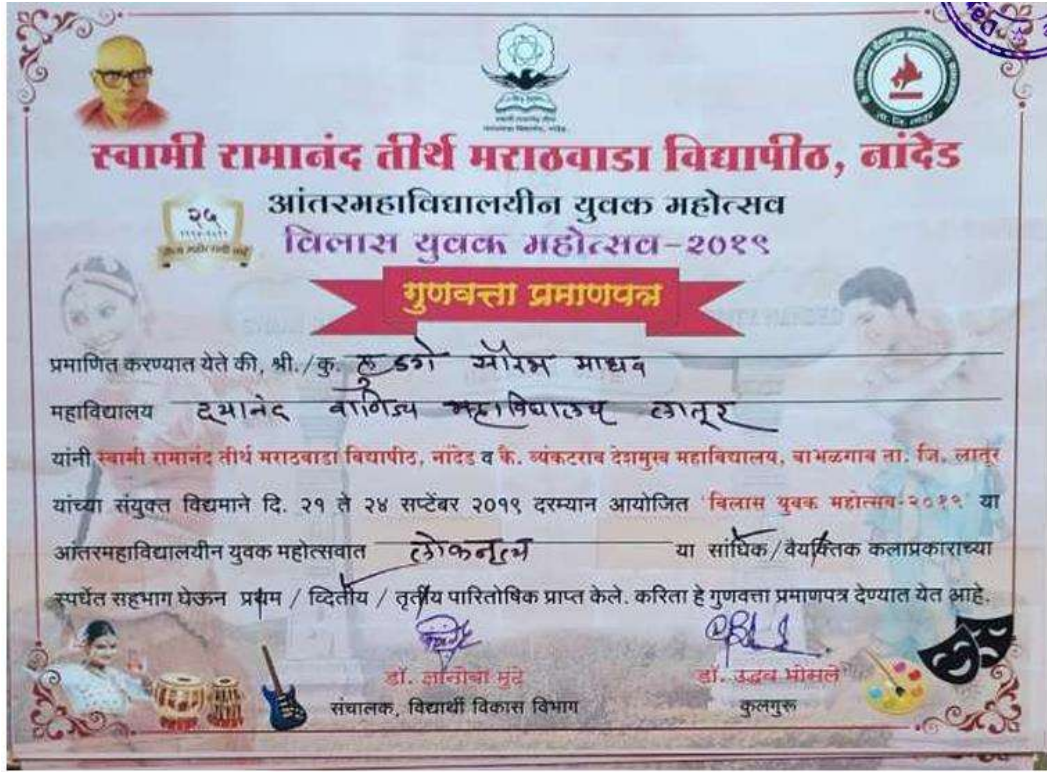 स्वामी रामानंद तीर्थ मराठवाडा विद्यापीठ, नांदेड
आंतरमहाविद्यालयीन युवक महोत्सव
२५
विलास युवक महोत्सव-२०१९
गुणवत्ता प्रमाणपत्र
प्रमाणित करण्यात येते की, श्री./कु. सौरभ माधव
महाविद्यालय दयानंद वाणिज्य महाविद्यालय लातूर
यांनी स्वामी रामानंद तीर्थ मराठवाडा विद्यापीठ, नांदेड व कै. व्यंकटराव देशमुख महाविद्यालय, बाभळगाव ता. जि. लातूर
यांच्या संयुक्त विद्यमाने दि. २१ ते २४ सप्टेंबर २०१९ दरम्यान आयोजित 'विलास युवक महोत्सव-२०१९' या
आंतरमहाविद्यालयीन युवक महोत्सवात लोकनृत्य या सांघिक/वैयक्तिक कलाप्रकाराच्या
स्पर्धेत सहभाग घेऊन प्रथम / व्दितीय / तृतीय पारितोषिक प्राप्त केले. करिता हे गुणवत्ता प्रमाणपत्र देण्यात येत आहे.
डॉ. ज्ञानोबा मुंढे
डॉ. उद्धव भोसले
संचालक, विद्यार्थी विकास विभाग
कुलगुरू